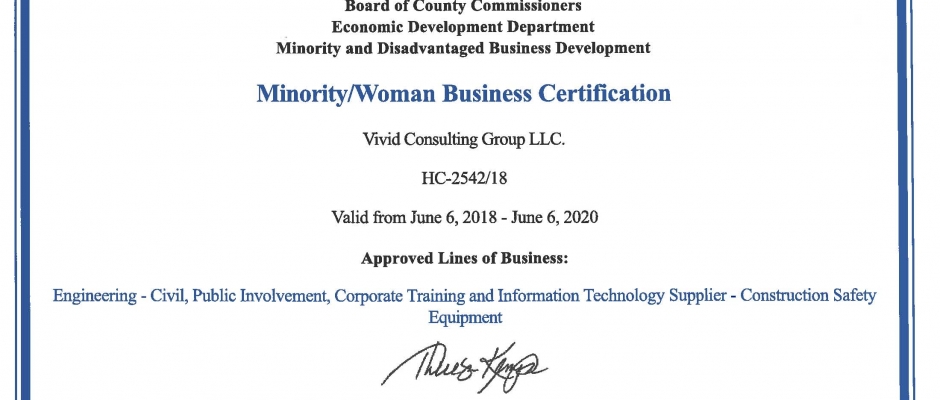 Board of County Commissioners
Economic Development Department
Minority and Disadvantaged Business Development
Minority/Woman Business Certification
Vivid Consulting Group LLC.
HC-2542/18
Valid from June 6, 2018 - June 6, 2020
Approved Lines of Business:
Engineering - Civil, Public Involvement, Corporate Training and Information Technology Supplier - Construction Safety
Equipment